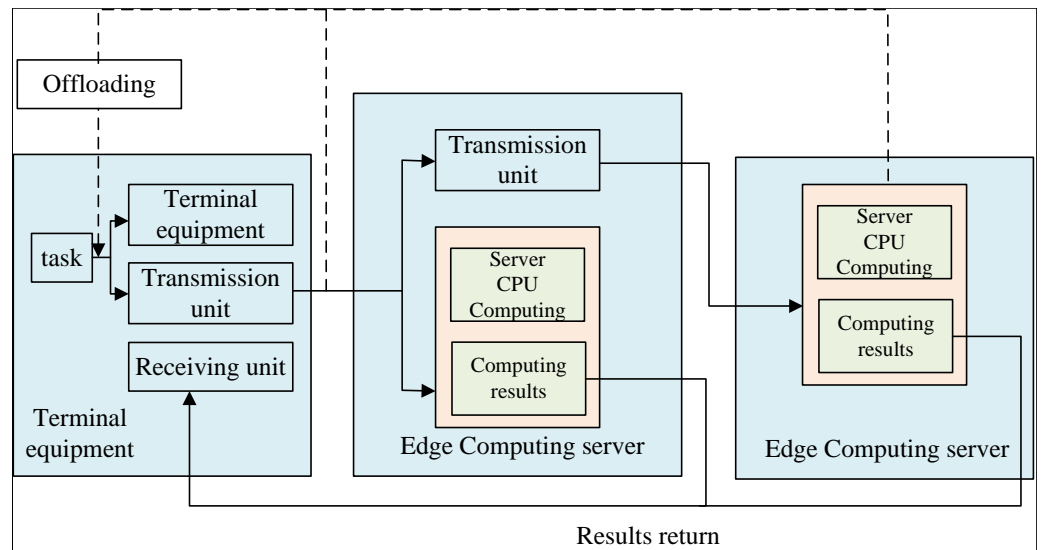 Offloading
task
Terminal
equipment
Transmission
unit
Receiving unit
Terminal
equipment
Transmission
unit
Server
CPU
Computing
Computing
results
Edge Computing server
Server
CPU
Computing
Computing
results
Edge Computing server
Results return